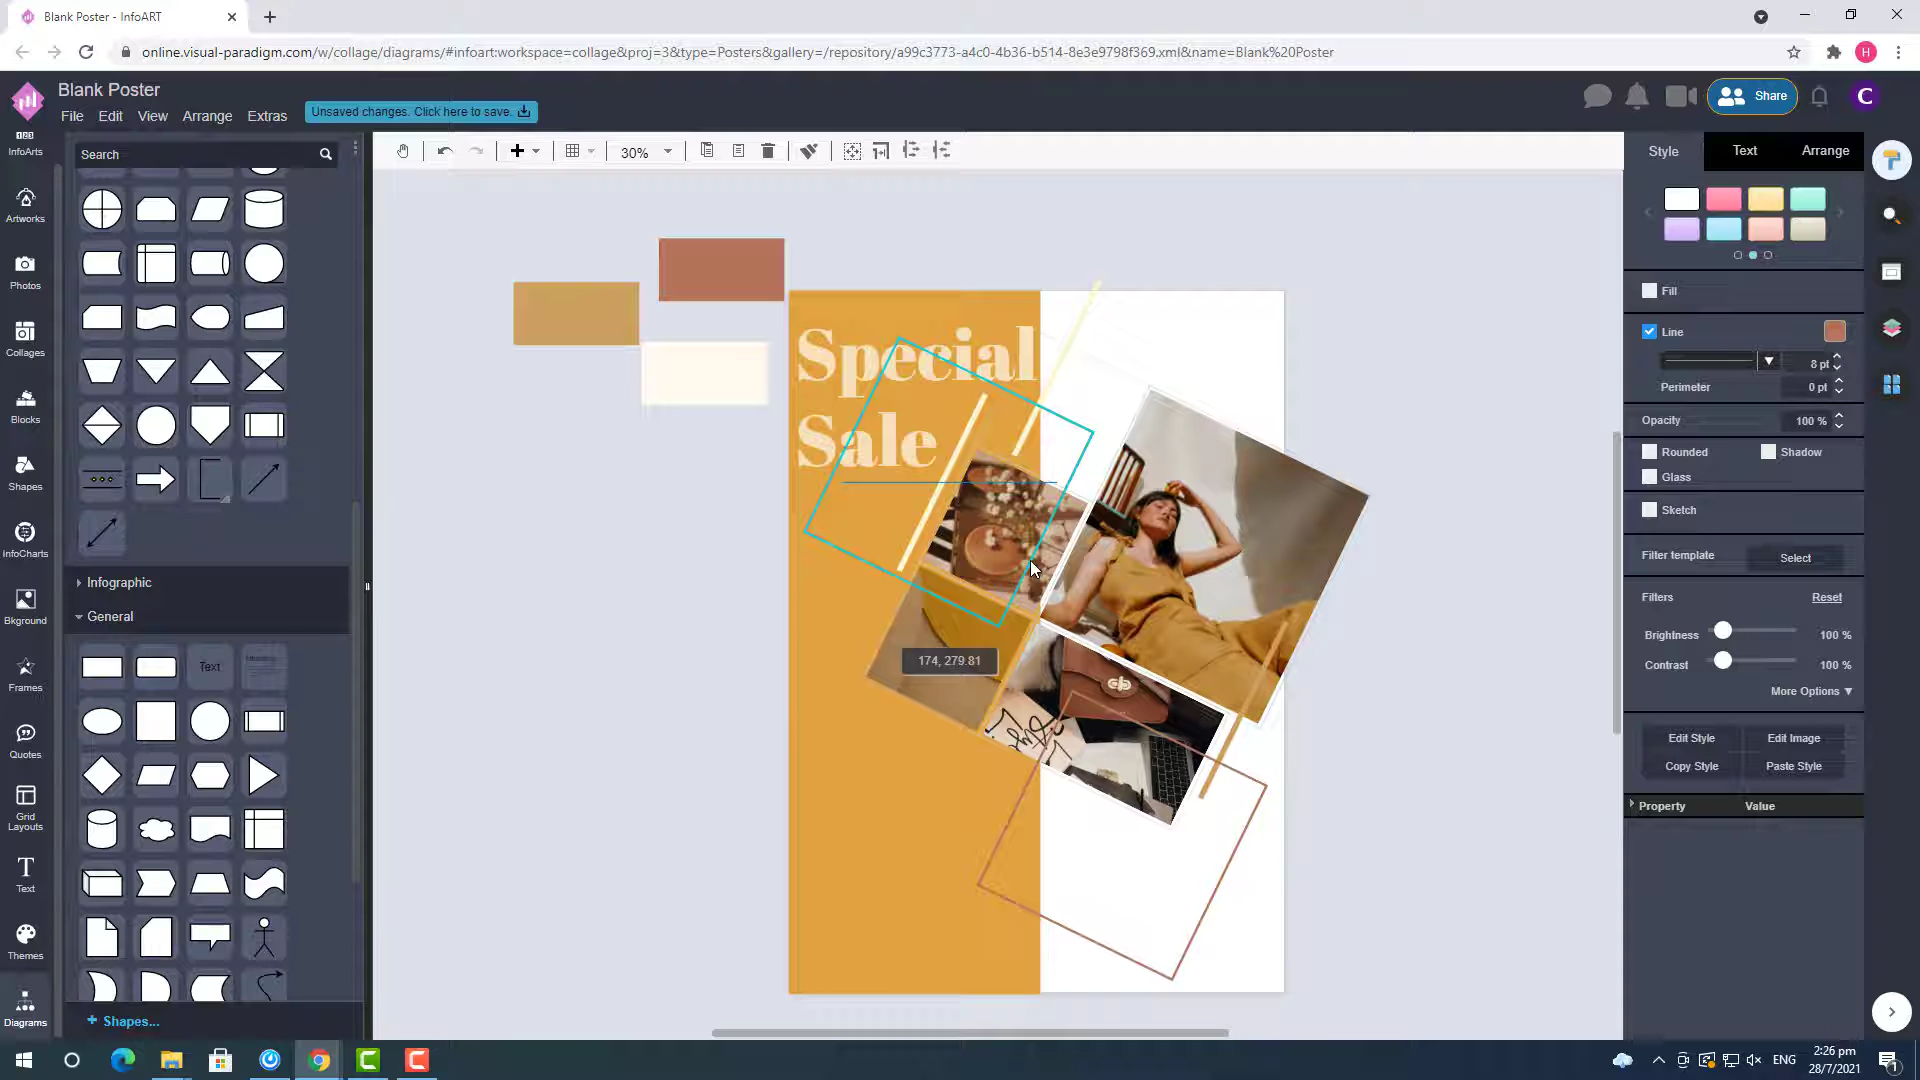 Blank Poster - InfoART
online.visual-paradigm.com/w/collage/diagrams/#infoart:workspace=collage&proj=3&type=Posters&gallery=/repository/a99c3773-a4c0-4b36-b514-8e3e9798f369.xml&name=Blank%20Poster
H
Blank Poster
File Edit View Arrange Extras
Unsaved changes. Click here to save.
Share
C
InfoArts
Artworks
Photos
Collages
Blocks
Shapes
InfoCharts
Bkground
Frames
Quotes
Grid
Layouts
Text
Themes
Diagrams
Search
Infographic
General
Text
+ Shapes...
30%
Special
Sale
174, 279.81
Style Text Arrange
Fill
Line
8 pt
Perimeter 0 pt
Opacity 100 %
Rounded Shadow
Glass
Sketch
Filter template Select
Filters Reset
Brightness 100 %
Contrast 100 %
More Options ▼
Edit Style Edit Image
Copy Style Paste Style
Property Value
ENG
2:26 pm
28/7/2021